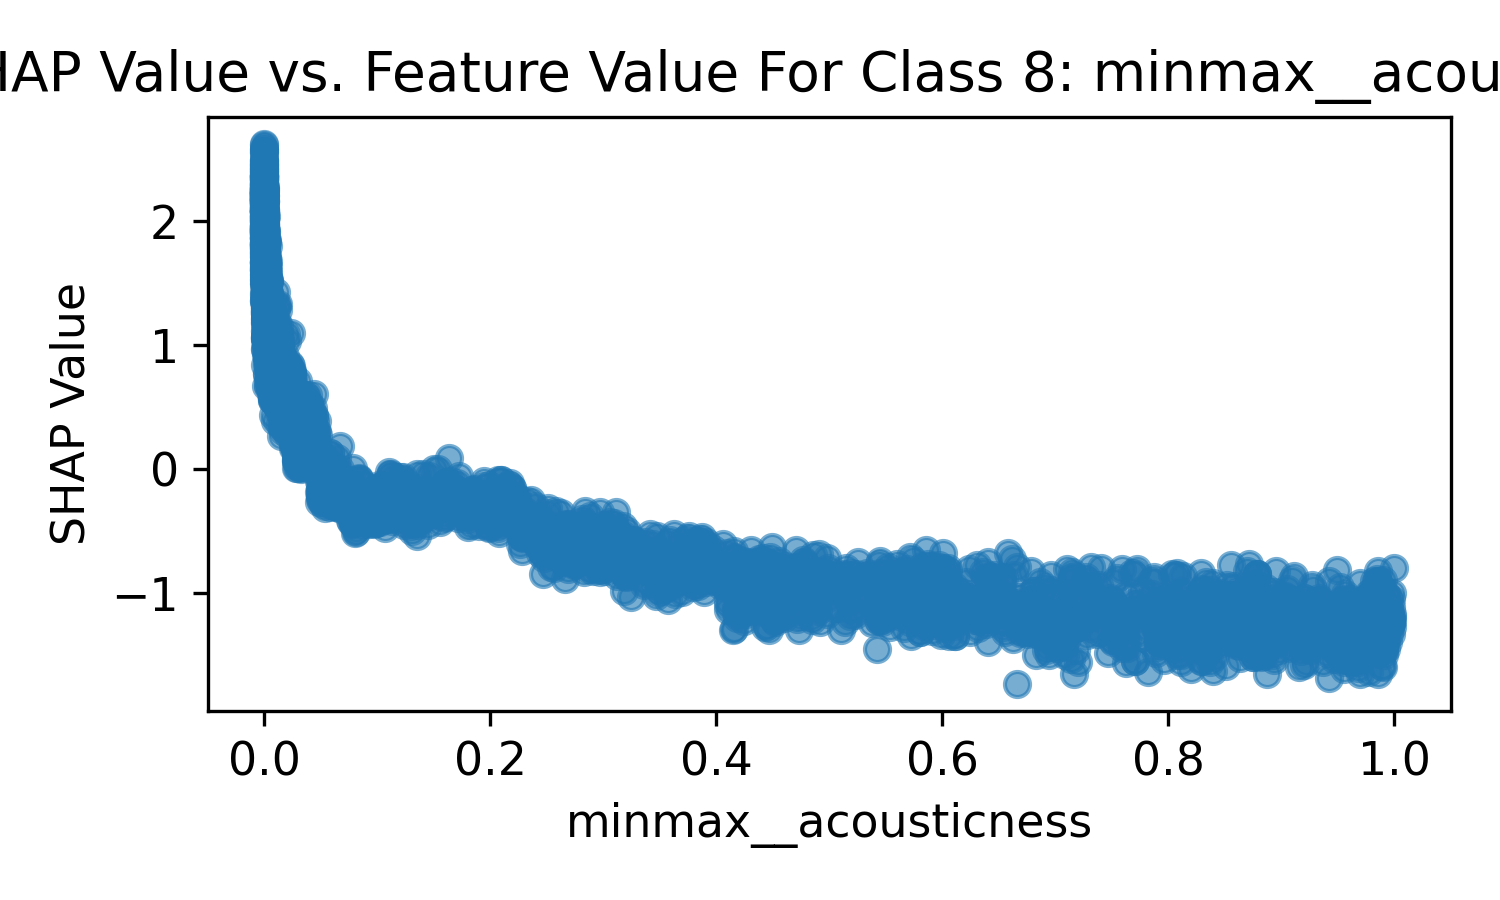 HAP Value vs. Feature Value For Class 8: minmax__acou
SHAP Value
2
1
0
−1
0.0 0.2 0.4 0.6 0.8 1.0
minmax__acousticness